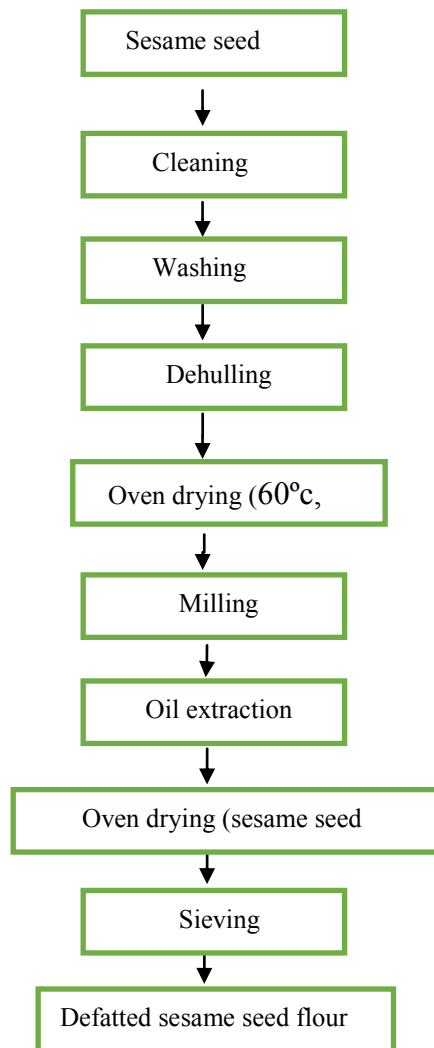 Sesame seed
Cleaning
Washing
Dehulling
Oven drying (60ºc,
Milling
Oil extraction
Oven drying (sesame seed
Sieving
Defatted sesame seed flour